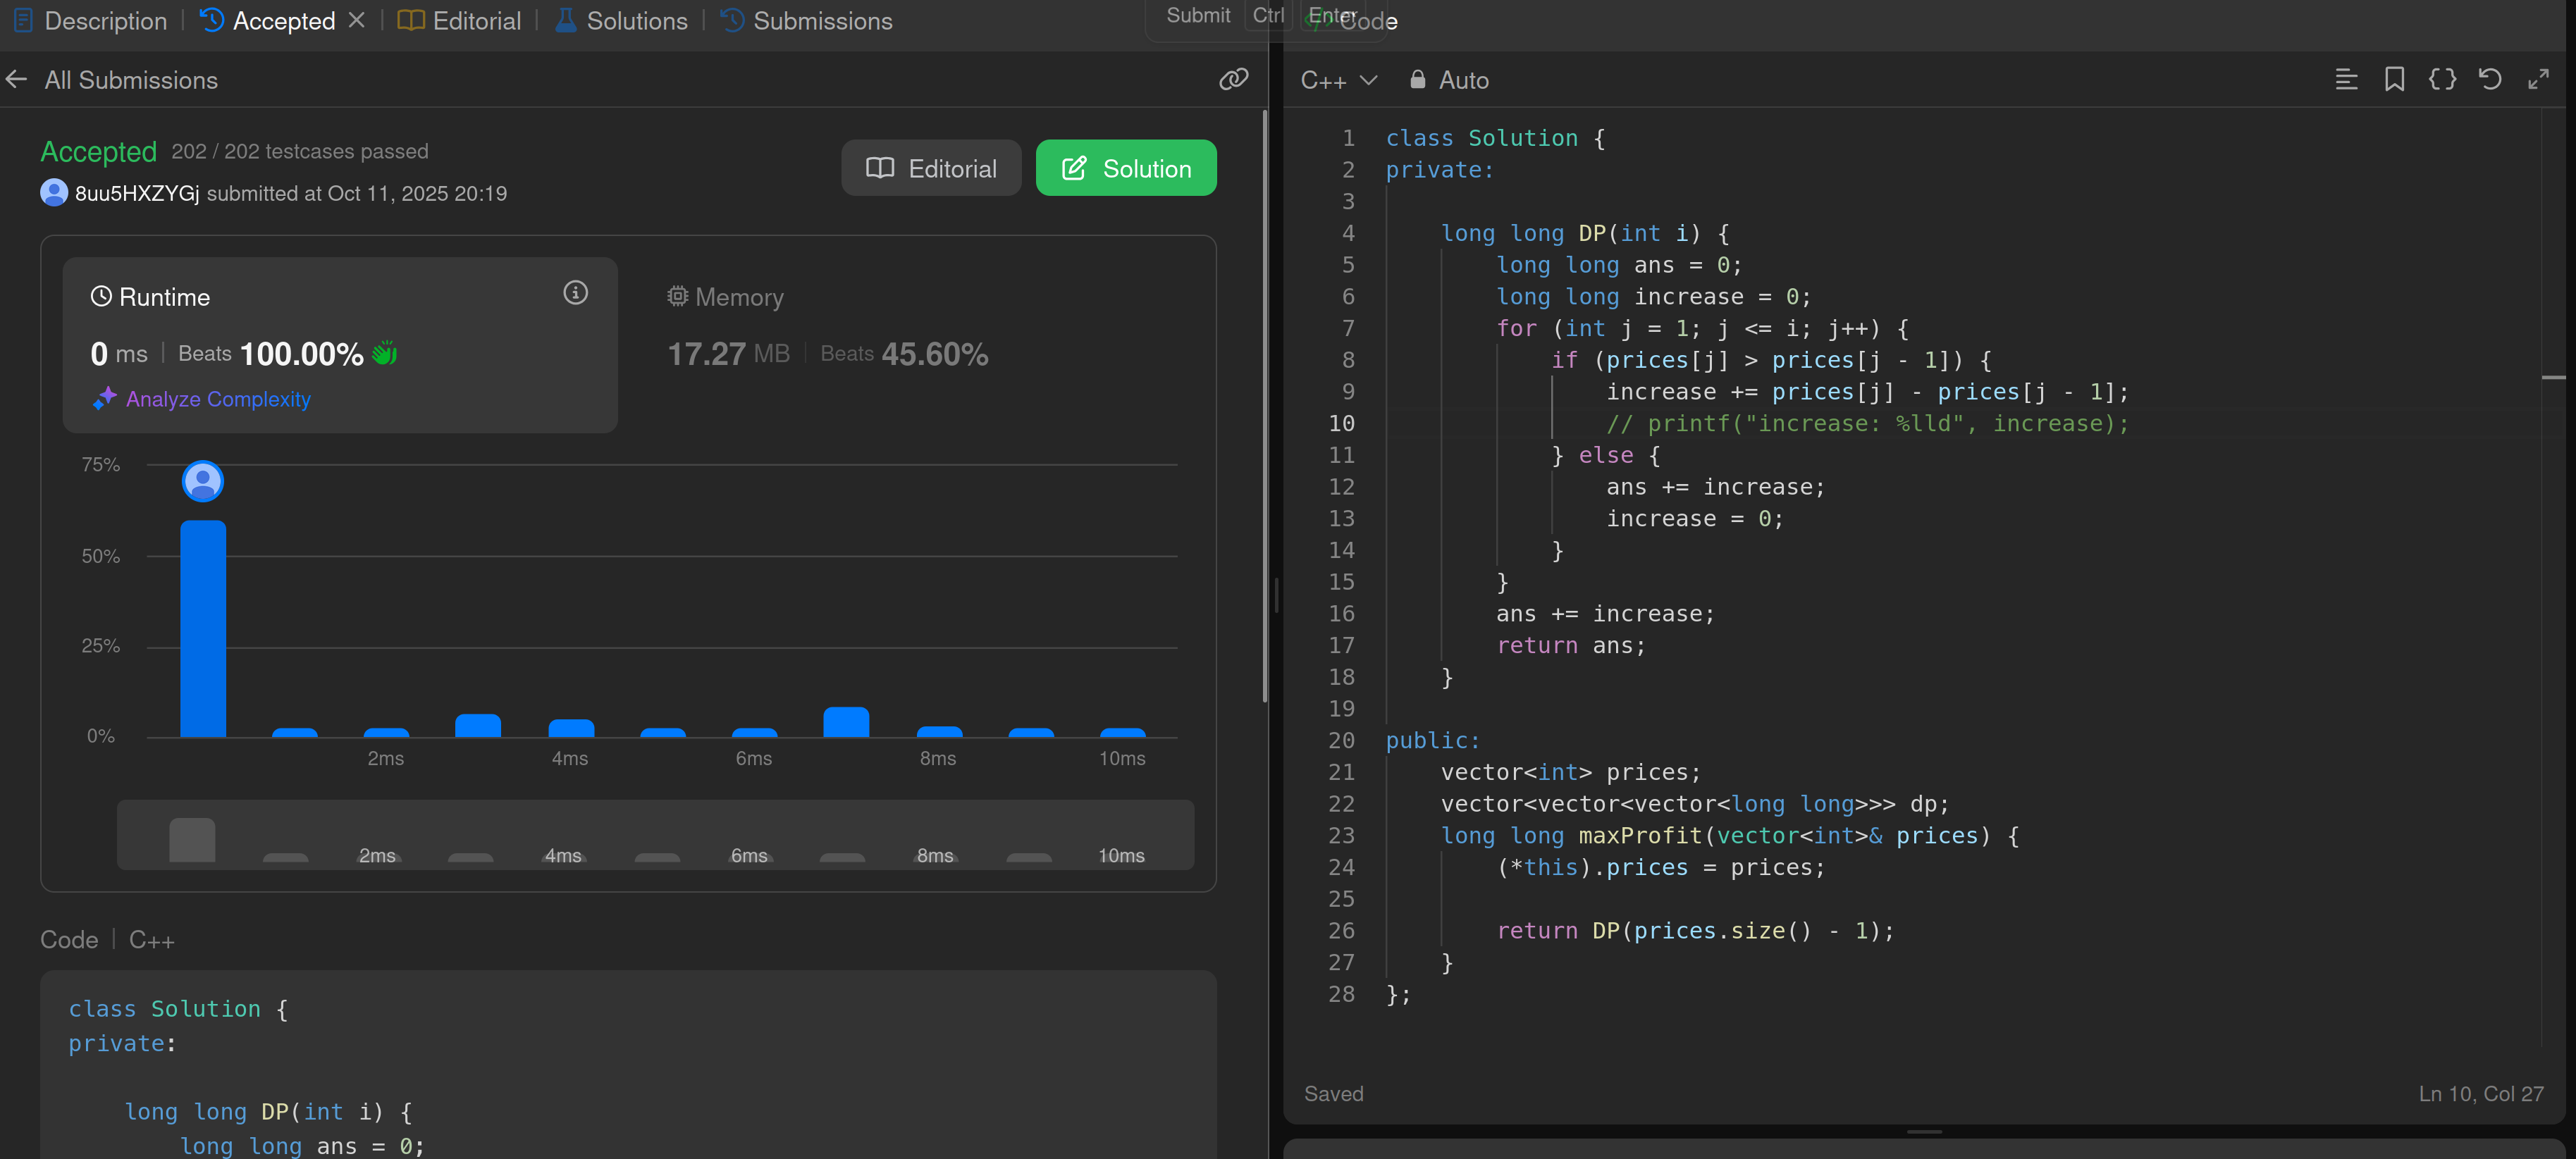 Description | Accepted | Editorial | Solutions | Submissions
Submit Ctrl Enter
Code
All Submissions
Accepted 202 / 202 testcases passed
8uu5HXZYGj submitted at Oct 11, 2025 20:19
Editorial
Solution
Runtime
0 ms | Beats 100.00%
Analyze Complexity
Memory
17.27 MB | Beats 45.60%
75%
50%
25%
0%
2ms 4ms 6ms 8ms 10ms
2ms 4ms 6ms 8ms 10ms
Code | C++
class Solution {
private:
    long long DP(int i) {
        long long ans = 0;
C++ Auto
1 class Solution {
2 private:
3
4     long long DP(int i) {
5         long long ans = 0;
6         long long increase = 0;
7         for (int j = 1; j <= i; j++) {
8             if (prices[j] > prices[j - 1]) {
9                 increase += prices[j] - prices[j - 1];
10                 // printf("increase: %lld", increase);
11             } else {
12                 ans += increase;
13                 increase = 0;
14             }
15         }
16         ans += increase;
17         return ans;
18     }
19
20 public:
21     vector<int> prices;
22     vector<vector<vector<long long>>> dp;
23     long long maxProfit(vector<int>& prices) {
24         (*this).prices = prices;
25
26         return DP(prices.size() - 1);
27     }
28 };
Saved
Ln 10, Col 27